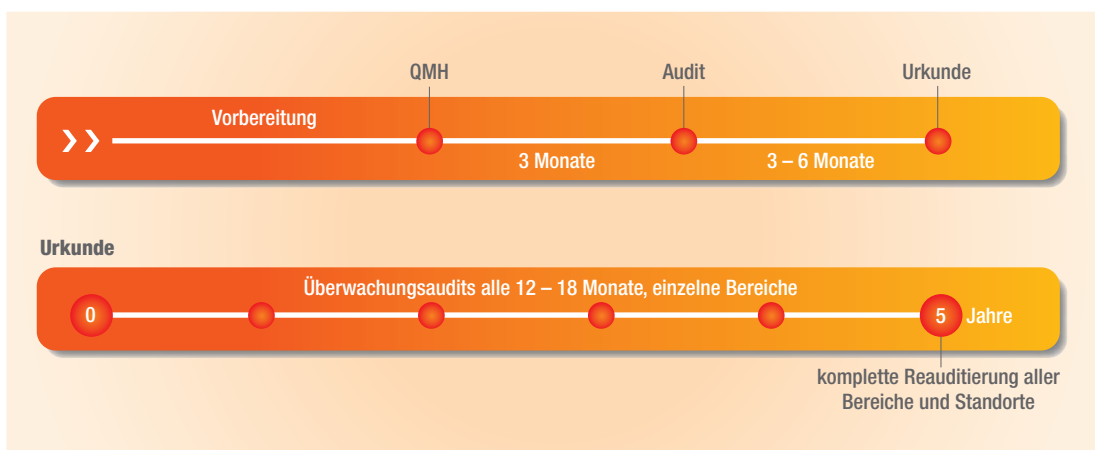 QMH
Audit
Urkunde
Vorbereitung
3 Monate
3 – 6 Monate
Urkunde
Überwachungsaudits alle 12 – 18 Monate, einzelne Bereiche
0
5
Jahre
komplette Reauditierung aller
Bereiche und Standorte